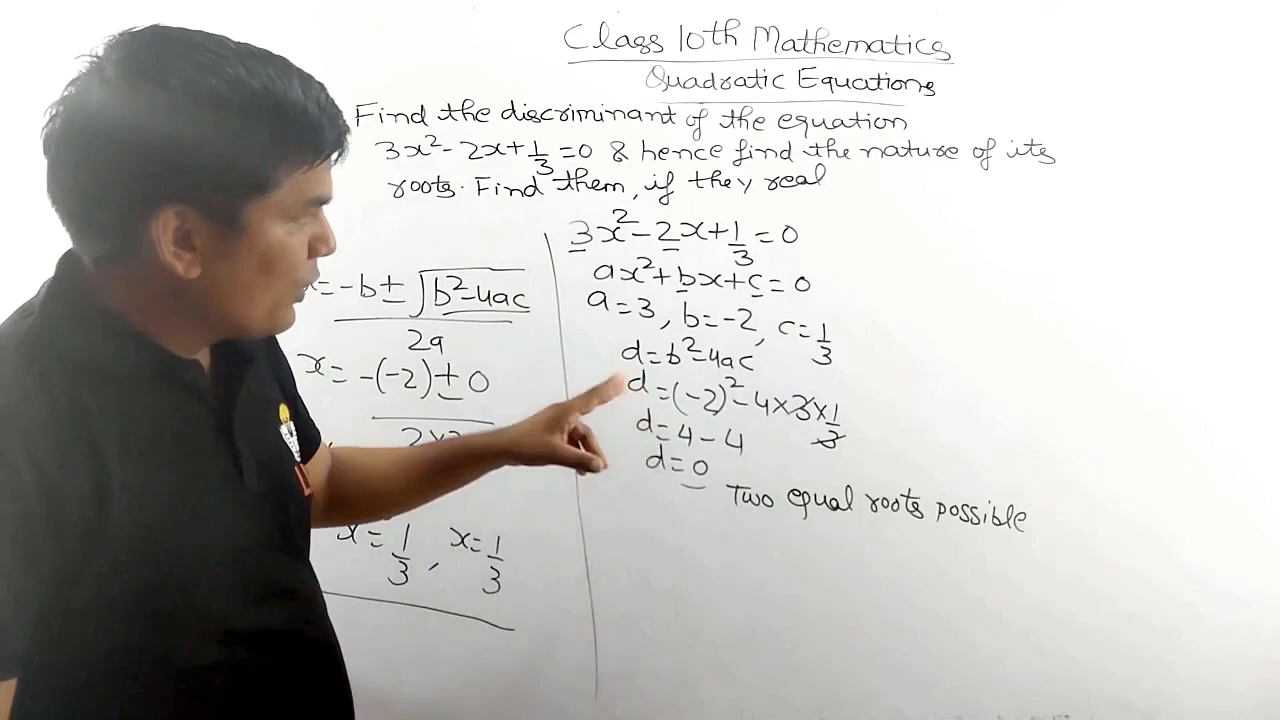 Class 10th Mathematics
Quadratic Equations
Find the discriminant of the equation
3x² - 2x + 1/3 = 0 & hence find the nature of its
roots. Find them, if they real
3x² - 2x + 1/3 = 0
ax² + bx + c = 0
a = 3, b = -2, c = 1/3
d = b² - 4ac
d = (-2)² - 4 × 3 × 1/3
d = 4 - 4
d = 0
Two equal roots possible
= -b ± √b² - 4ac
2a
x = -(-2) ± 0
x = 1/3, x = 1/3